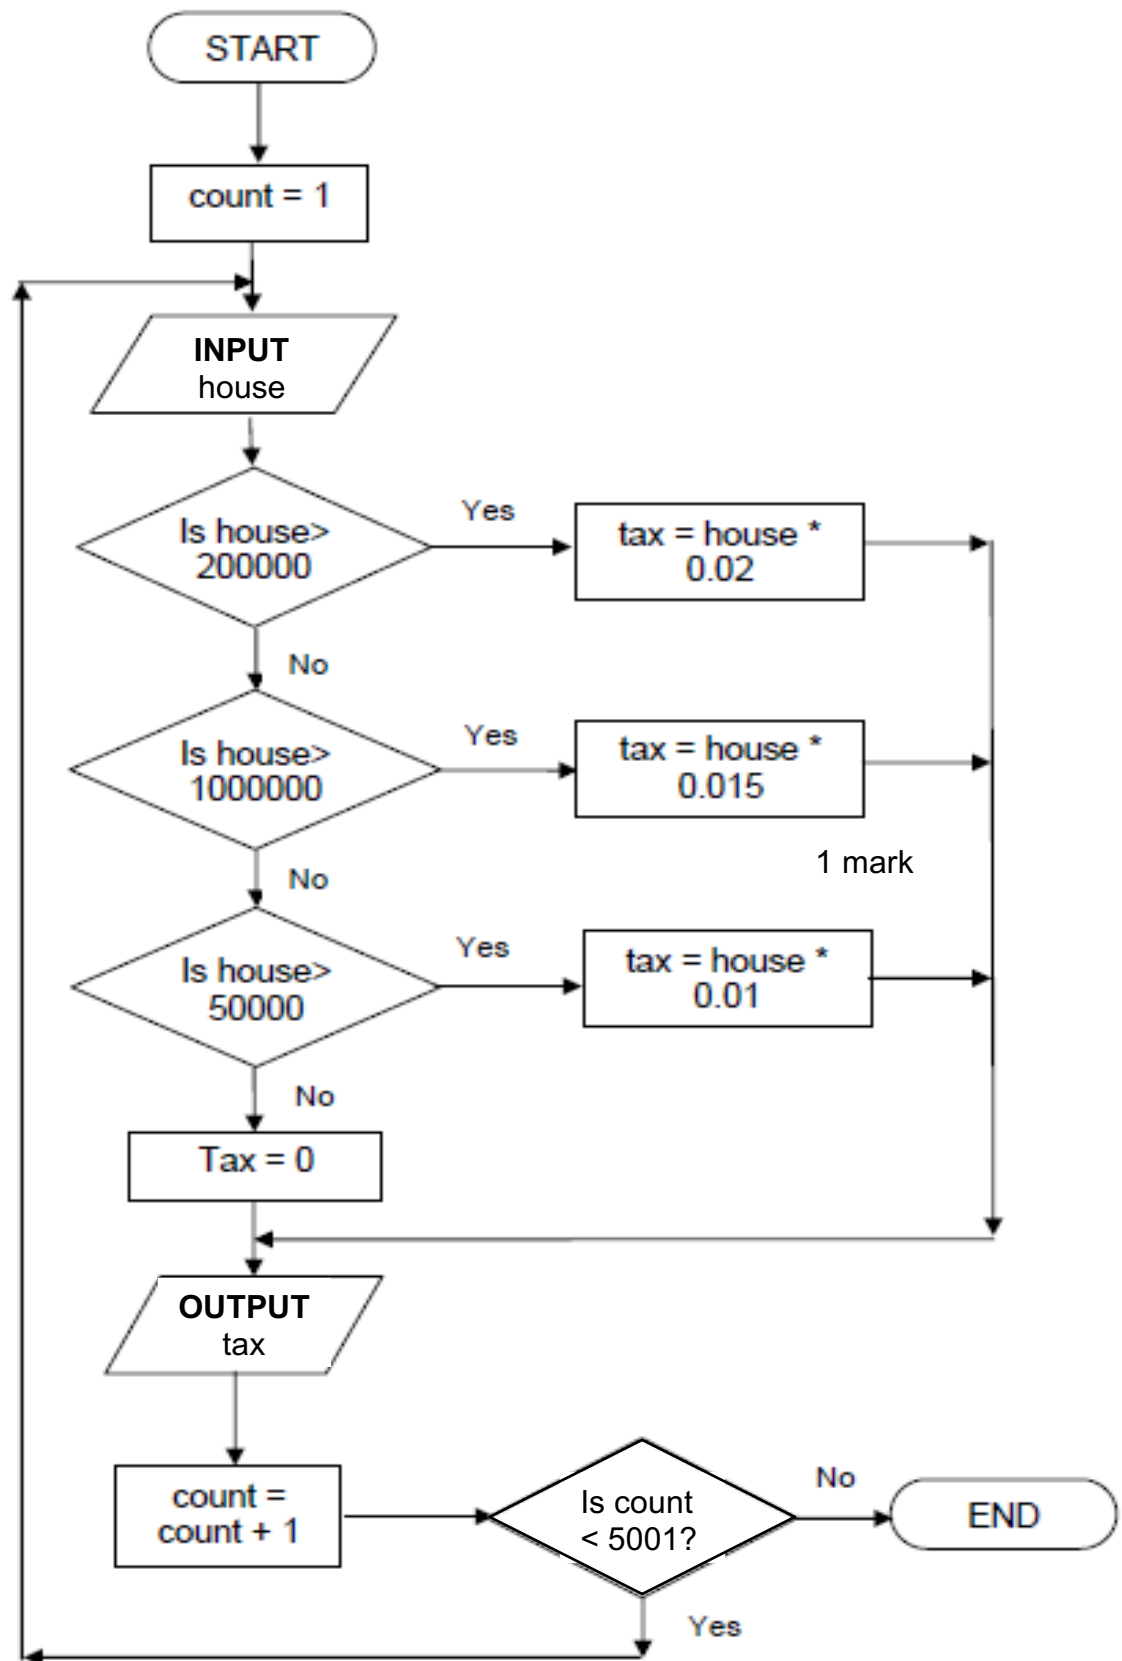 START
count = 1
INPUT
house
Is house>
200000
Yes
tax = house *
0.02
No
Is house>
1000000
Yes
tax = house *
0.015
1 mark
No
Is house>
50000
Yes
tax = house *
0.01
No
Tax = 0
OUTPUT
tax
count =
count + 1
Is count
< 5001?
No
END
Yes